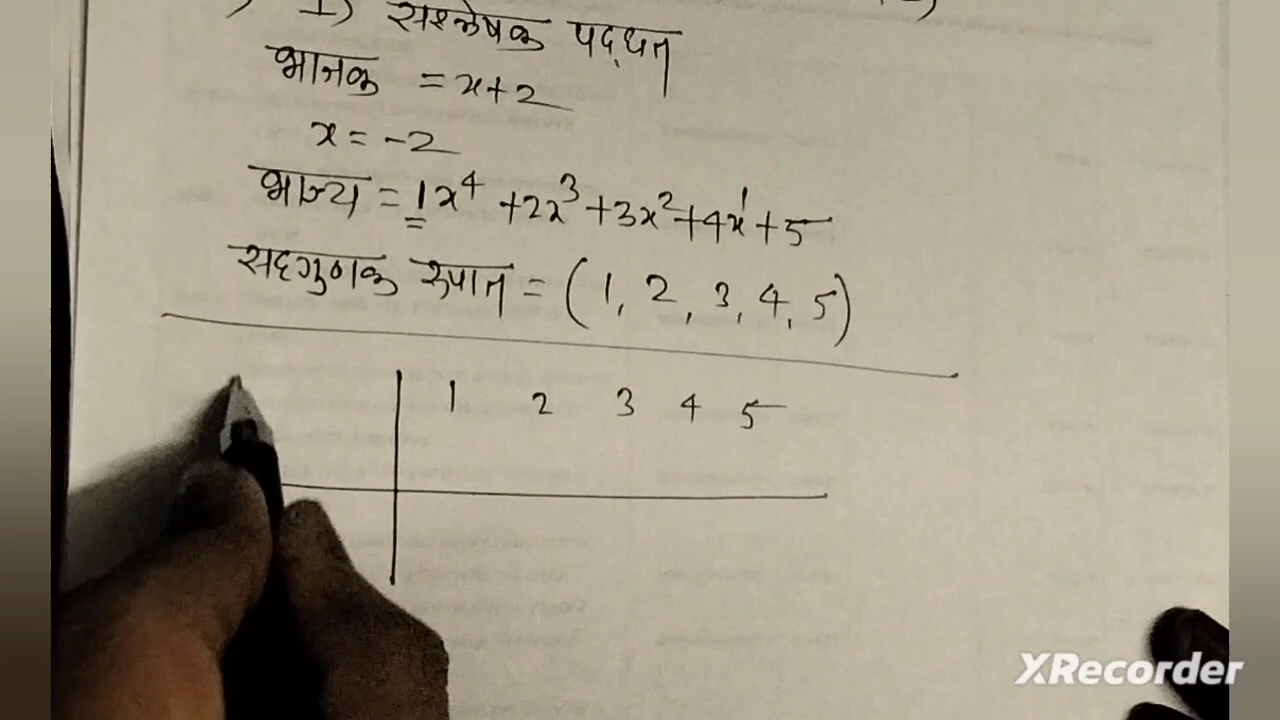 1) संश्लेषक पद्धत
भाजक = x+2
x = -2
भाज्य = 1x⁴ +2x³+3x²+4x¹+5
सहगुणक रुपात = (1, 2, 3, 4, 5)
1 2 3 4 5
XRecorder